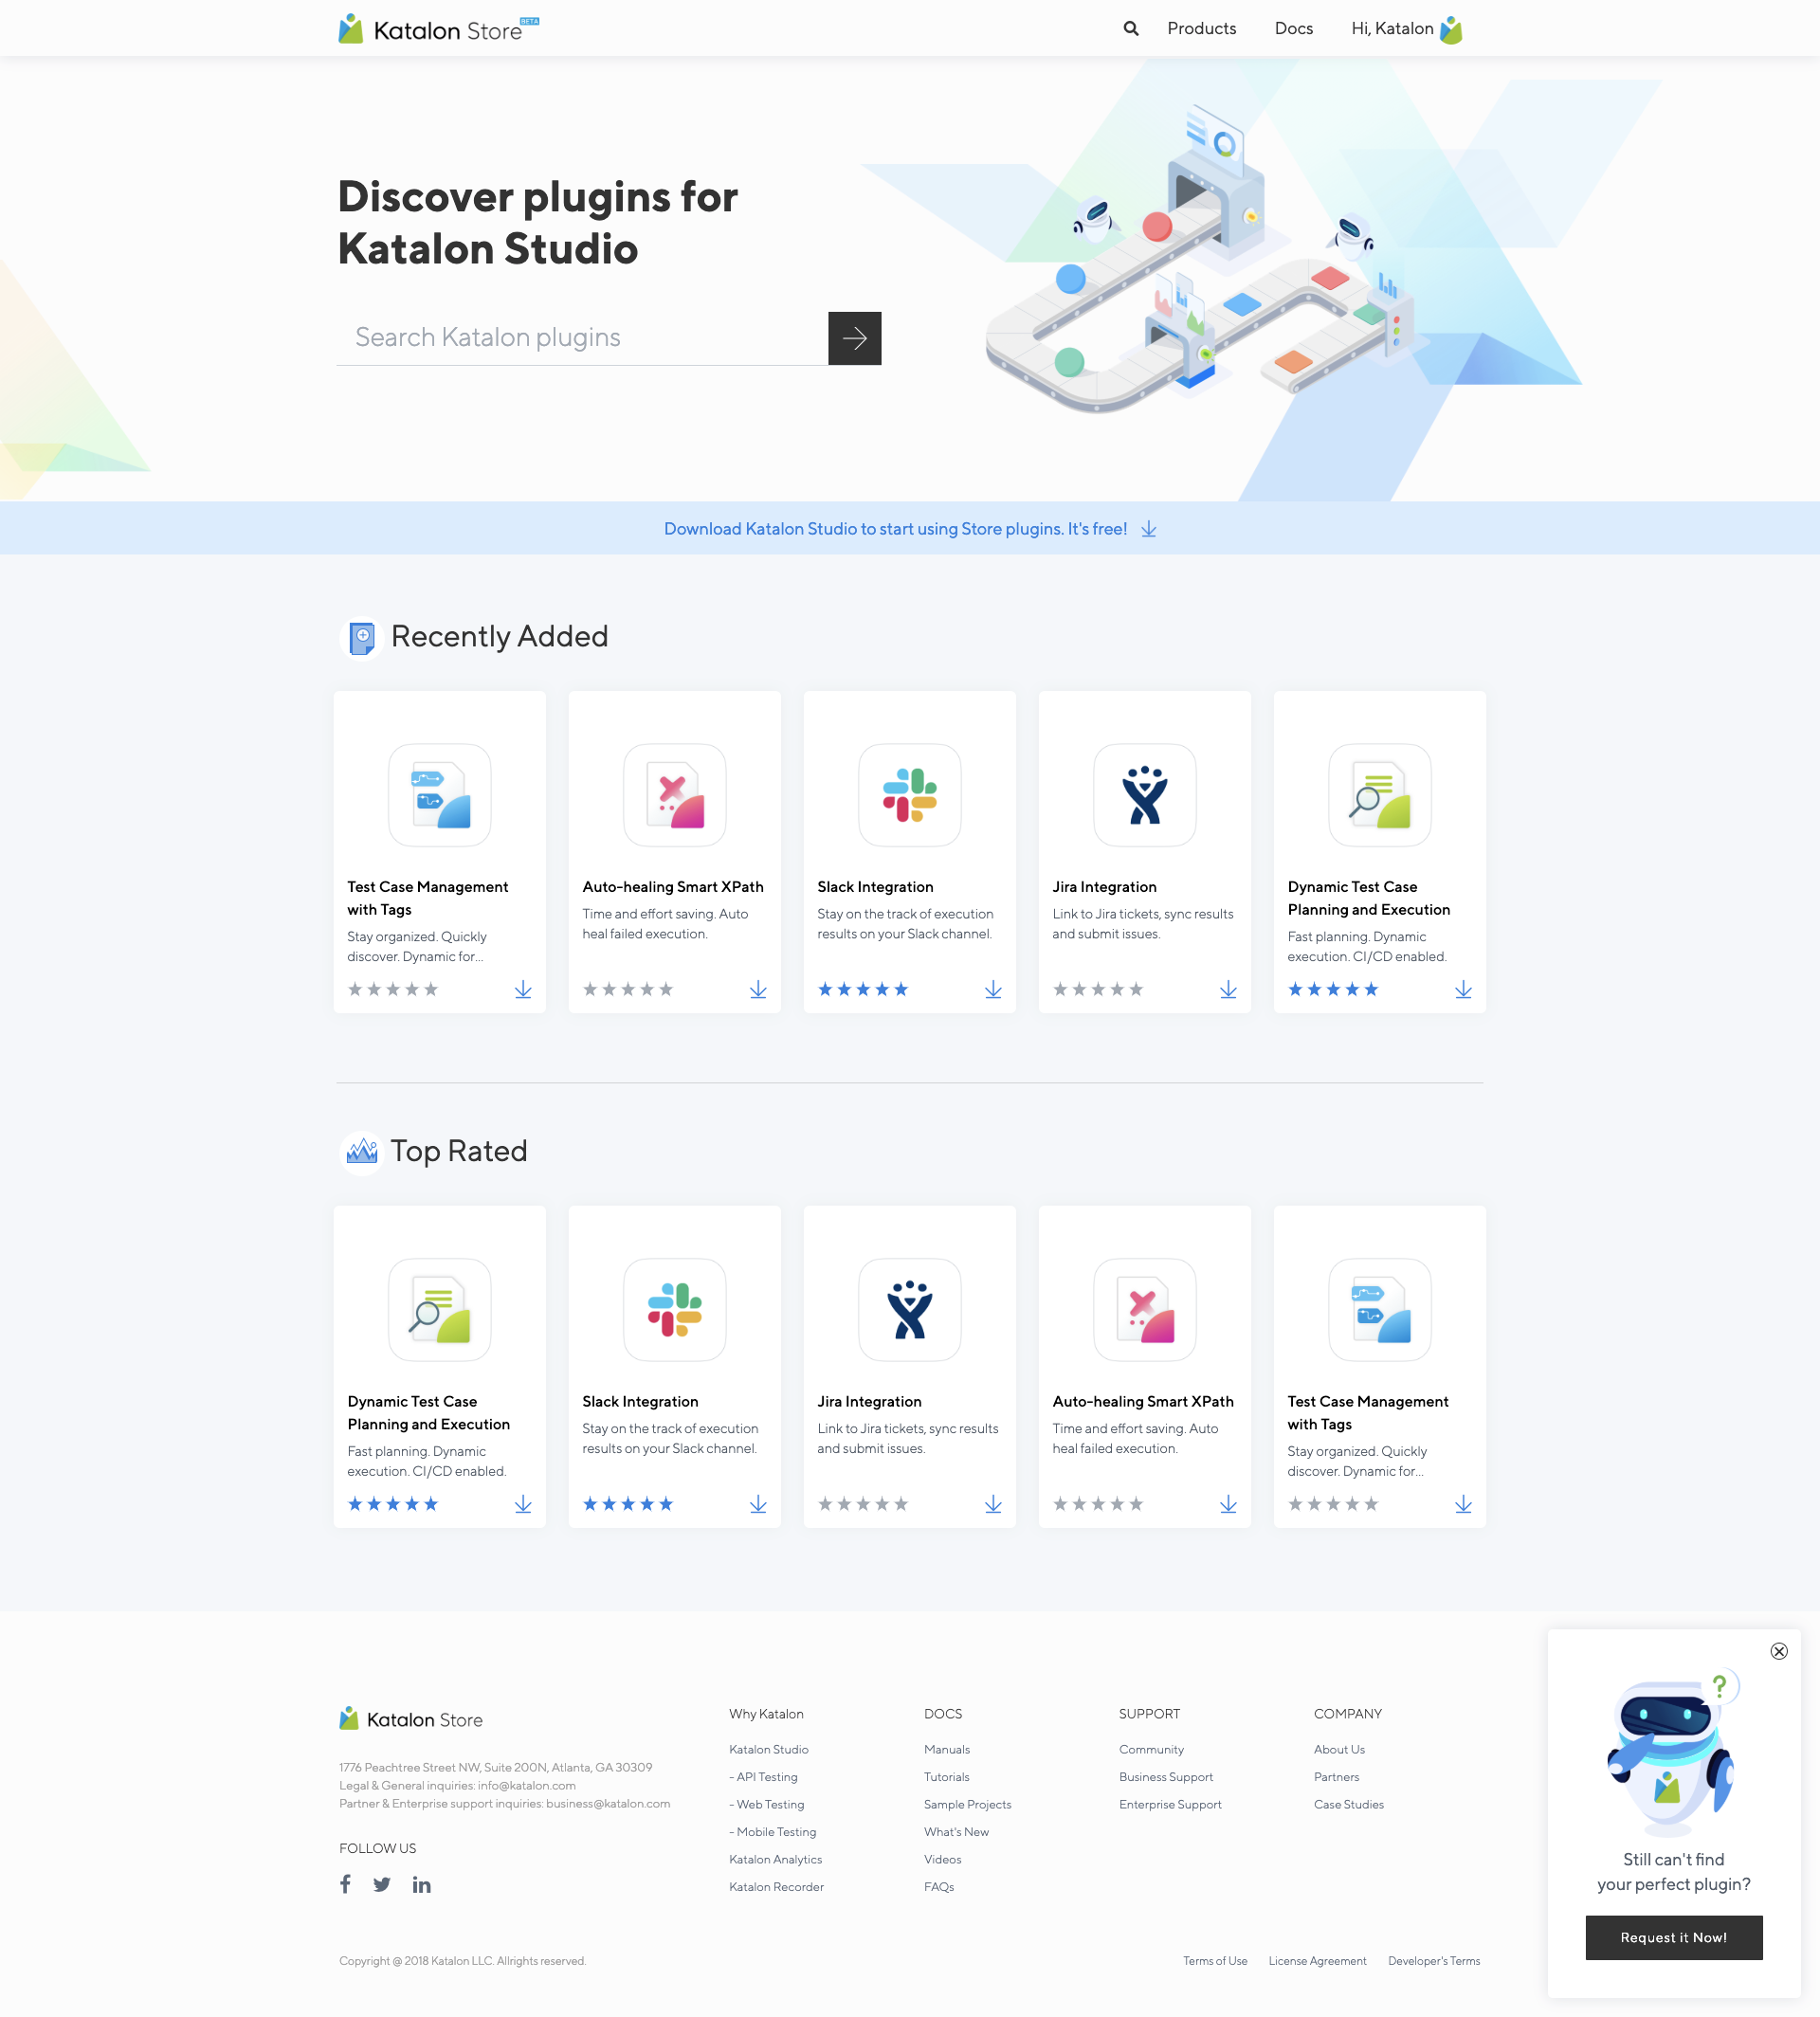 Katalon Store BETA
Products
Docs
Hi, Katalon
Discover plugins for
Katalon Studio
Search Katalon plugins
Download Katalon Studio to start using Store plugins. It's free!
Recently Added
Test Case Management
with Tags
Stay organized. Quickly
discover. Dynamic for...
Auto-healing Smart XPath
Time and effort saving. Auto
heal failed execution.
Slack Integration
Stay on the track of execution
results on your Slack channel.
Jira Integration
Link to Jira tickets, sync results
and submit issues.
Dynamic Test Case
Planning and Execution
Fast planning. Dynamic
execution. CI/CD enabled.
Top Rated
Dynamic Test Case
Planning and Execution
Fast planning. Dynamic
execution. CI/CD enabled.
Slack Integration
Stay on the track of execution
results on your Slack channel.
Jira Integration
Link to Jira tickets, sync results
and submit issues.
Auto-healing Smart XPath
Time and effort saving. Auto
heal failed execution.
Test Case Management
with Tags
Stay organized. Quickly
discover. Dynamic for...
Katalon Store
1776 Peachtree Street NW, Suite 200N, Atlanta, GA 30309
Legal & General inquiries: info@katalon.com
Partner & Enterprise support inquiries: business@katalon.com
FOLLOW US
Why Katalon
Katalon Studio
- API Testing
- Web Testing
- Mobile Testing
Katalon Analytics
Katalon Recorder
DOCS
Manuals
Tutorials
Sample Projects
What's New
Videos
FAQs
SUPPORT
Community
Business Support
Enterprise Support
COMPANY
About Us
Partners
Case Studies
?
Still can't find
your perfect plugin?
Request it Now!
Copyright @ 2018 Katalon LLC. Allrights reserved.
Terms of Use
License Agreement
Developer's Terms